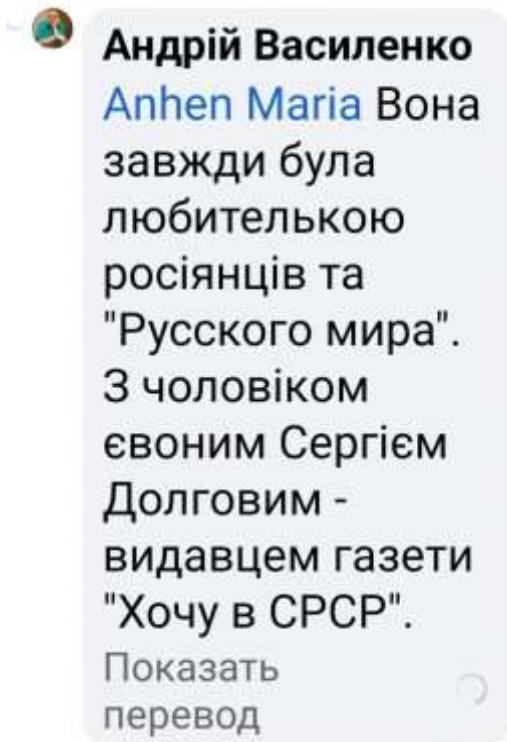 Андрій Василенко
Anhen Maria Вона
завжди була
любителькою
росіянців та
"Русского мира".
З чоловіком
євоним Сергієм
Долговим -
видавцем газети
"Хочу в СРСР".
Показать
перевод